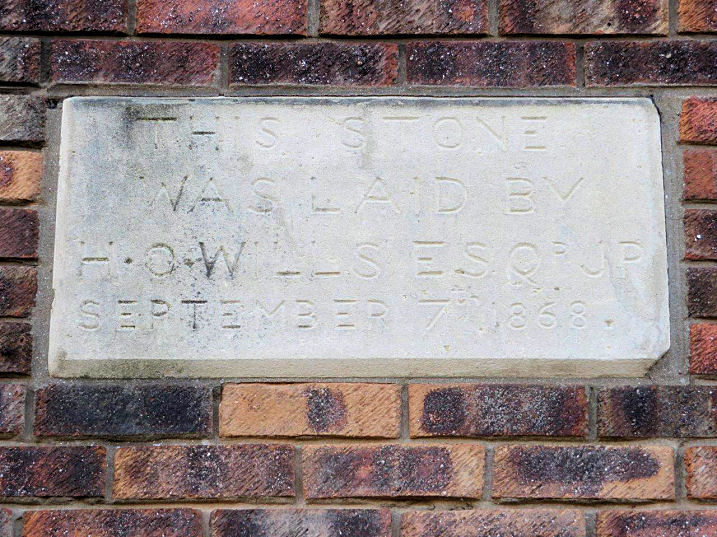 THIS STONE
WAS LAID BY
H·O·WILLS ESQR JP
SEPTEMBER 7TH 1868.